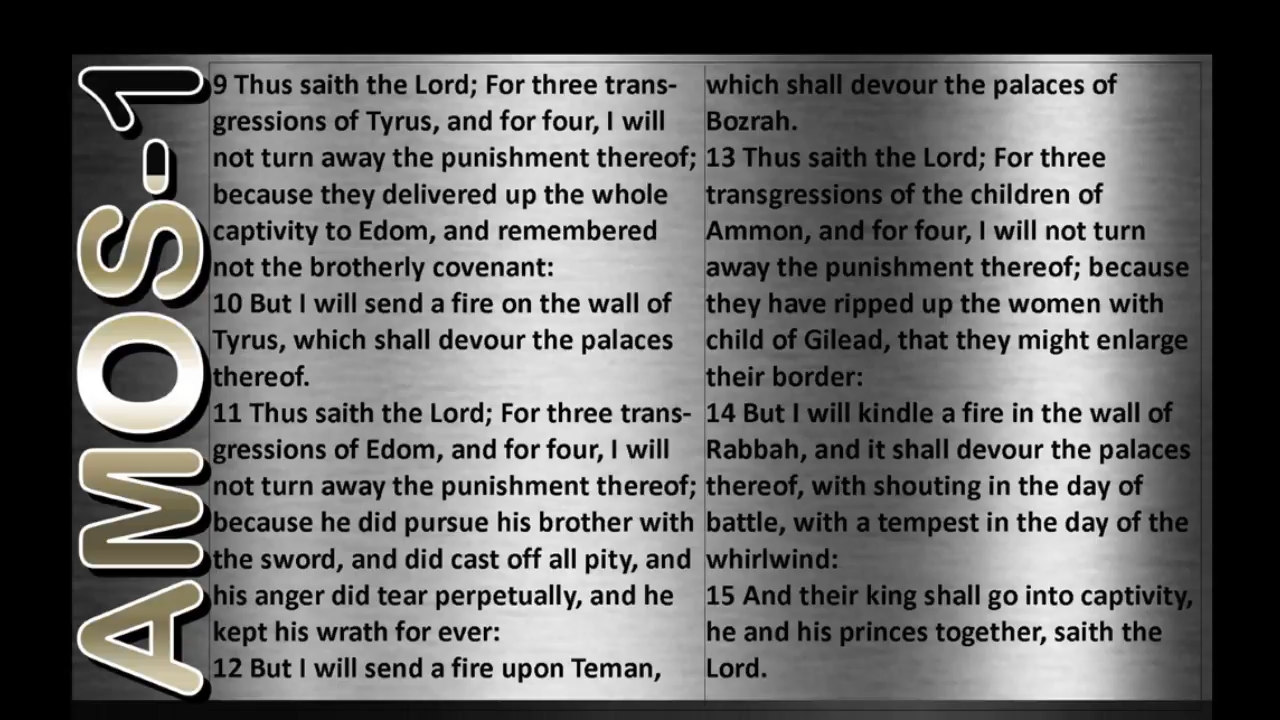 AMOS-1
9 Thus saith the Lord; For three trans-
gressions of Tyrus, and for four, I will
not turn away the punishment thereof;
because they delivered up the whole
captivity to Edom, and remembered
not the brotherly covenant:
10 But I will send a fire on the wall of
Tyrus, which shall devour the palaces
thereof.
11 Thus saith the Lord; For three trans-
gressions of Edom, and for four, I will
not turn away the punishment thereof;
because he did pursue his brother with
the sword, and did cast off all pity, and
his anger did tear perpetually, and he
kept his wrath for ever:
12 But I will send a fire upon Teman,
which shall devour the palaces of
Bozrah.
13 Thus saith the Lord; For three
transgressions of the children of
Ammon, and for four, I will not turn
away the punishment thereof; because
they have ripped up the women with
child of Gilead, that they might enlarge
their border:
14 But I will kindle a fire in the wall of
Rabbah, and it shall devour the palaces
thereof, with shouting in the day of
battle, with a tempest in the day of the
whirlwind:
15 And their king shall go into captivity,
he and his princes together, saith the
Lord.